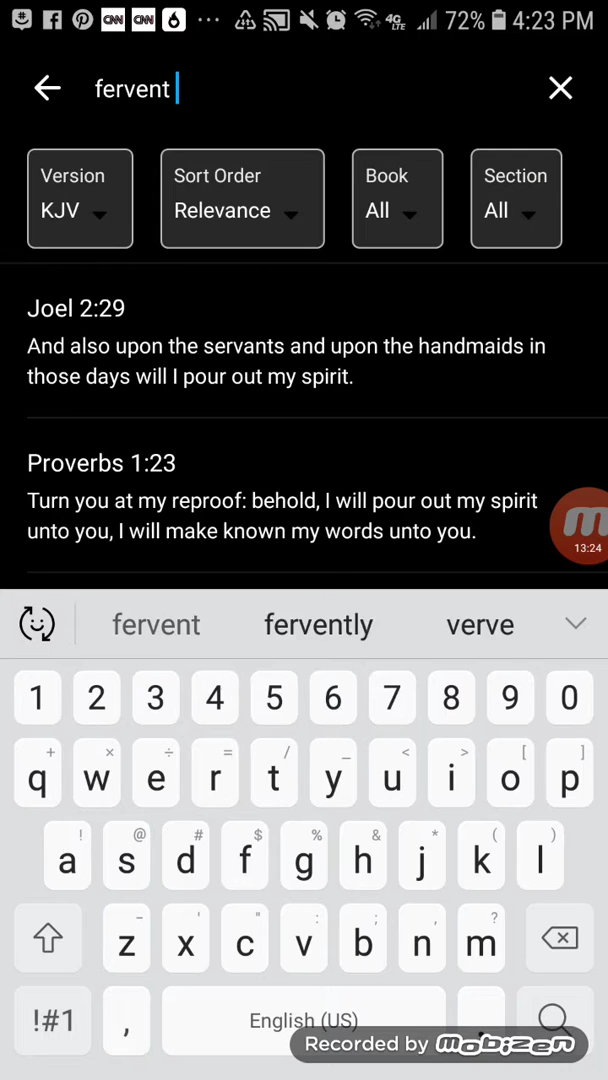 CNN CNN 4G LTE 72% 4:23 PM
fervent
Version Sort Order Book Section
KJV Relevance All All
Joel 2:29
And also upon the servants and upon the handmaids in
those days will I pour out my spirit.
Proverbs 1:23
Turn you at my reproof: behold, I will pour out my spirit
unto you, I will make known my words unto you.
13:24
fervent fervently verve
1 2 3 4 5 6 7 8 9 0
+ × ÷ = / _ < > [ ]
q w e r t y u i o p
! @ # $ % & * ( )
a s d f g h j k l
- ' " : ; , ?
z x c v b n m
!#1 , English (US) .
Recorded by mobizen